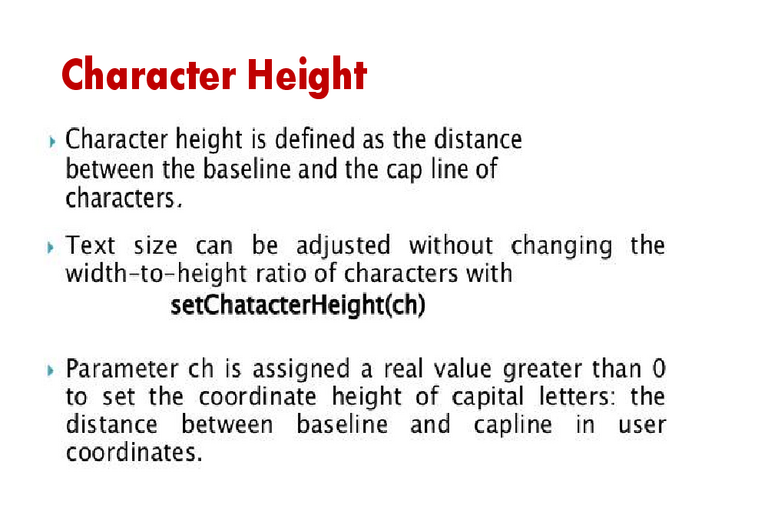 Character Height
Character height is defined as the distance
between the baseline and the cap line of
characters.
Text size can be adjusted without changing the
width-to-height ratio of characters with
setChatacterHeight(ch)
Parameter ch is assigned a real value greater than 0
to set the coordinate height of capital letters: the
distance between baseline and capline in user
coordinates.